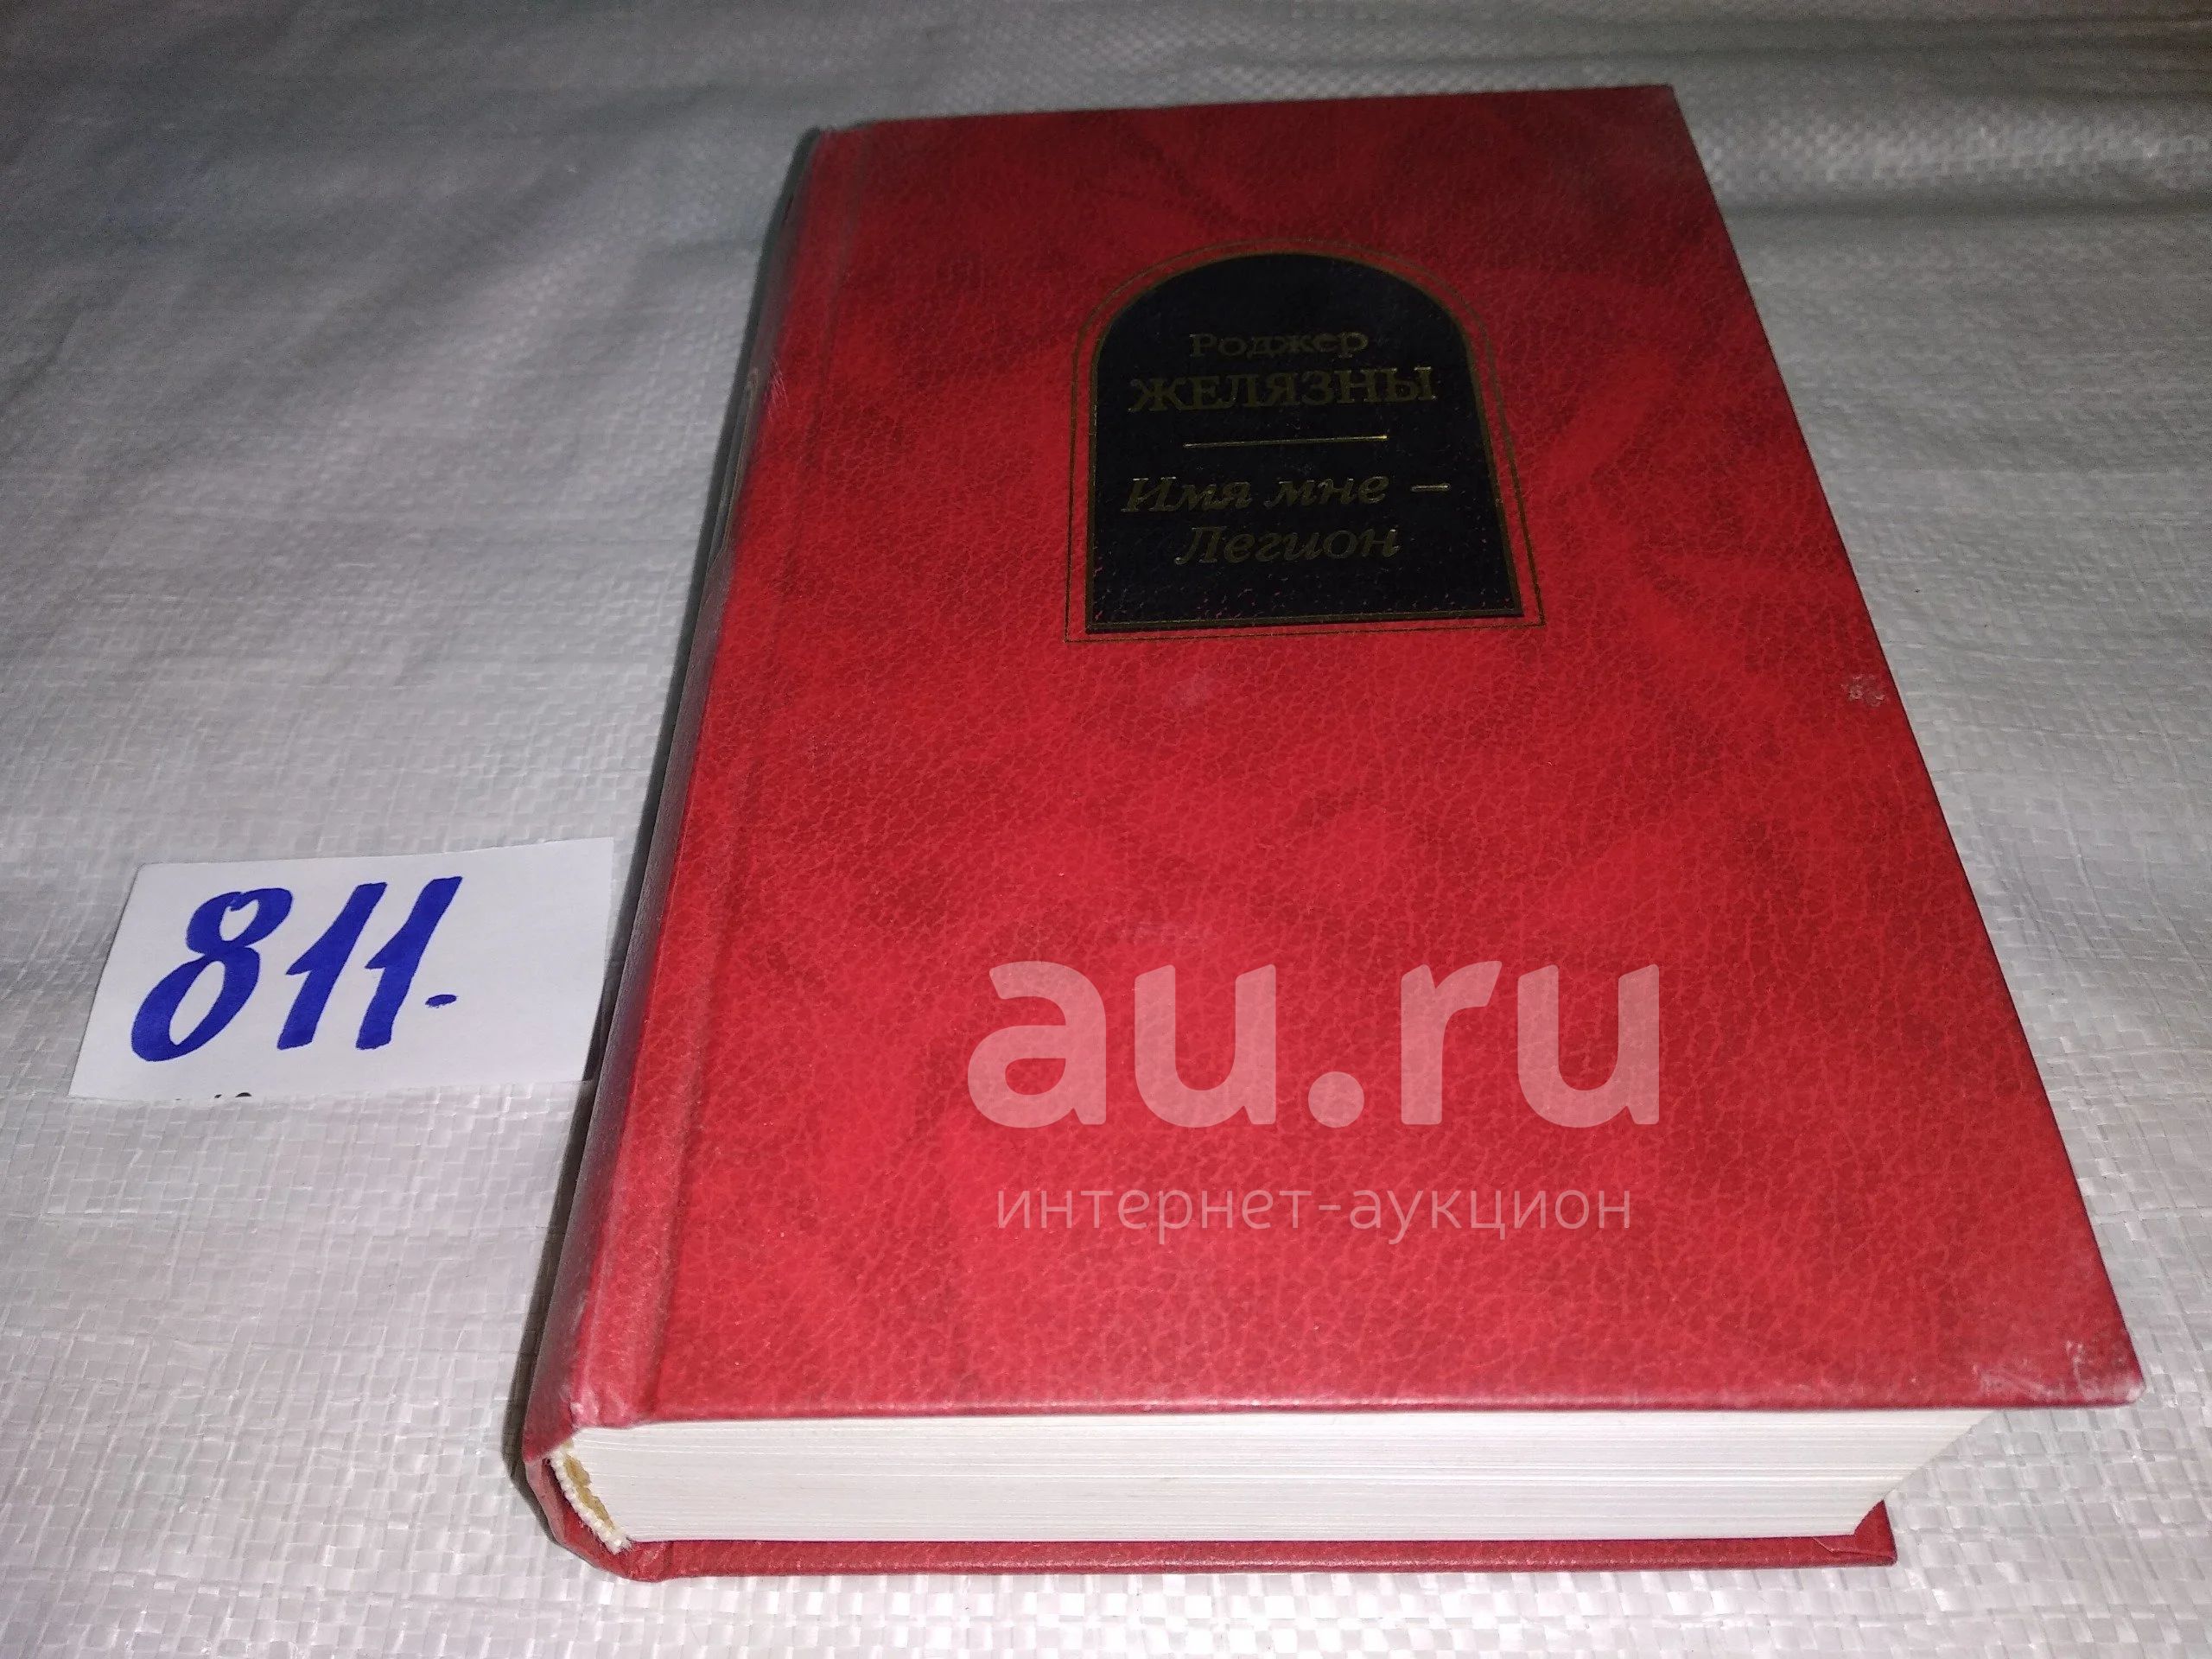 Роджер
ЖЕЛЯЗНЫ
Имя мне –
Легион
811.
au.ru
интернет-аукцион